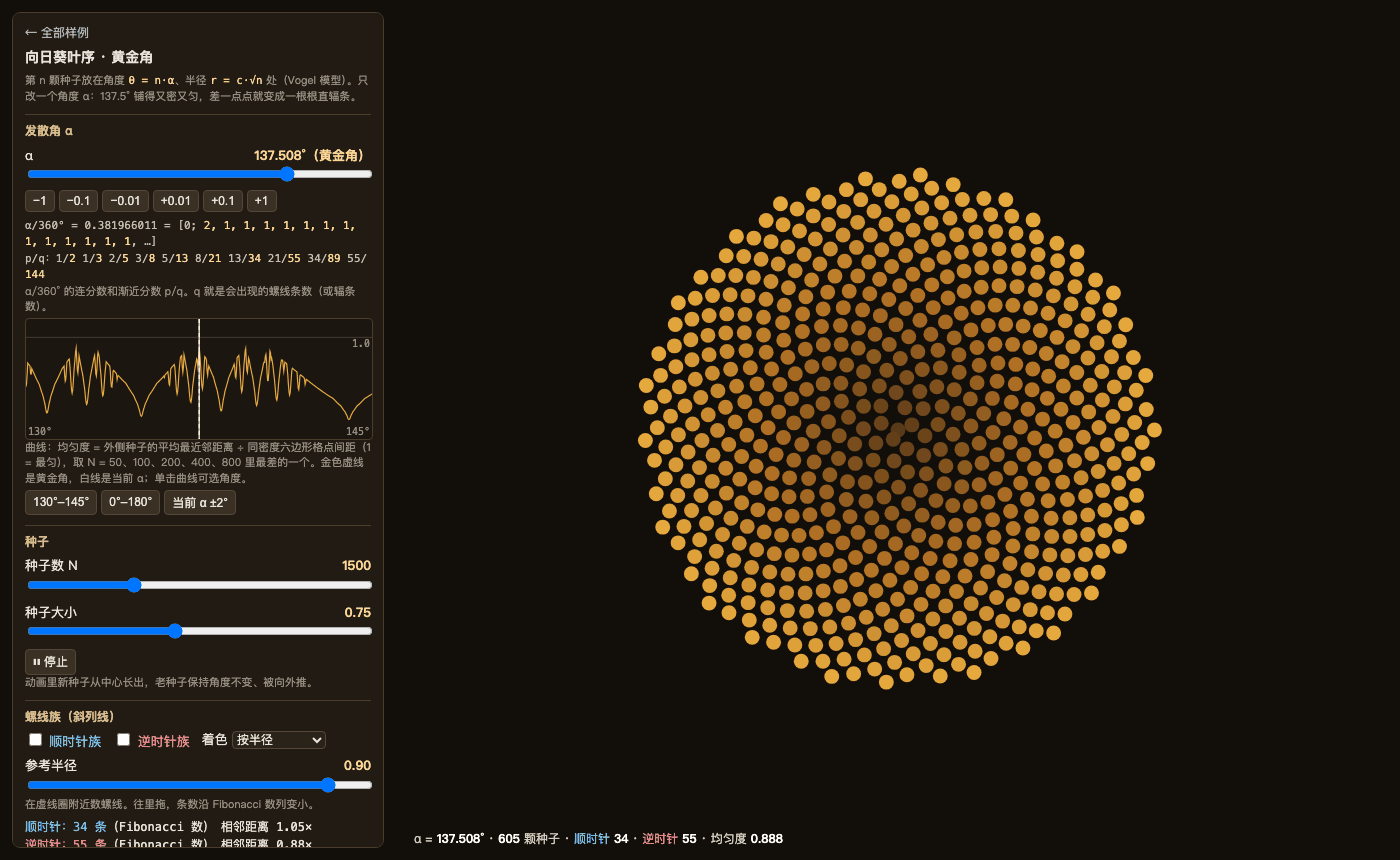 ← 全部样例
向日葵叶序 · 黄金角
第 n 颗种子放在角度 θ = n·α、半径 r = c·√n 处（Vogel 模型）。只
改一个角度 α：137.5° 铺得又密又匀，差一点点就变成一根根直辐条。
发散角 α
α 137.508°（黄金角）
−1 −0.1 −0.01 +0.01 +0.1 +1
α/360° = 0.381966011 = [0; 2, 1, 1, 1, 1, 1, 1, 1,
1, 1, 1, 1, 1, 1, …]
p/q: 1/2 1/3 2/5 3/8 5/13 8/21 13/34 21/55 34/89 55/
144
α/360° 的连分数和渐近分数 p/q。q 就是会出现的螺线条数（或辐条
数）。
1.0
130° 145°
曲线：均匀度 = 外侧种子的平均最近邻距离 ÷ 同密度六边形格点间距（1
= 最匀），取 N = 50、100、200、400、800 里最差的一个。金色虚线
是黄金角，白线是当前 α；单击曲线可选角度。
130°–145° 0°–180° 当前 α ±2°
种子
种子数 N 1500
种子大小 0.75
⏸ 停止
动画里新种子从中心长出，老种子保持角度不变、被向外推。
螺线族（斜列线）
顺时针族 逆时针族 着色 按半径
参考半径 0.90
在虚线圈附近数螺线。往里拖，条数沿 Fibonacci 数列变小。
顺时针: 34 条 (Fibonacci 数) 相邻距离 1.05×
逆时针: 55 条 (Fibonacci 数) 相邻距离 0.88×
α = 137.508° · 605 颗种子 · 顺时针 34 · 逆时针 55 · 均匀度 0.888